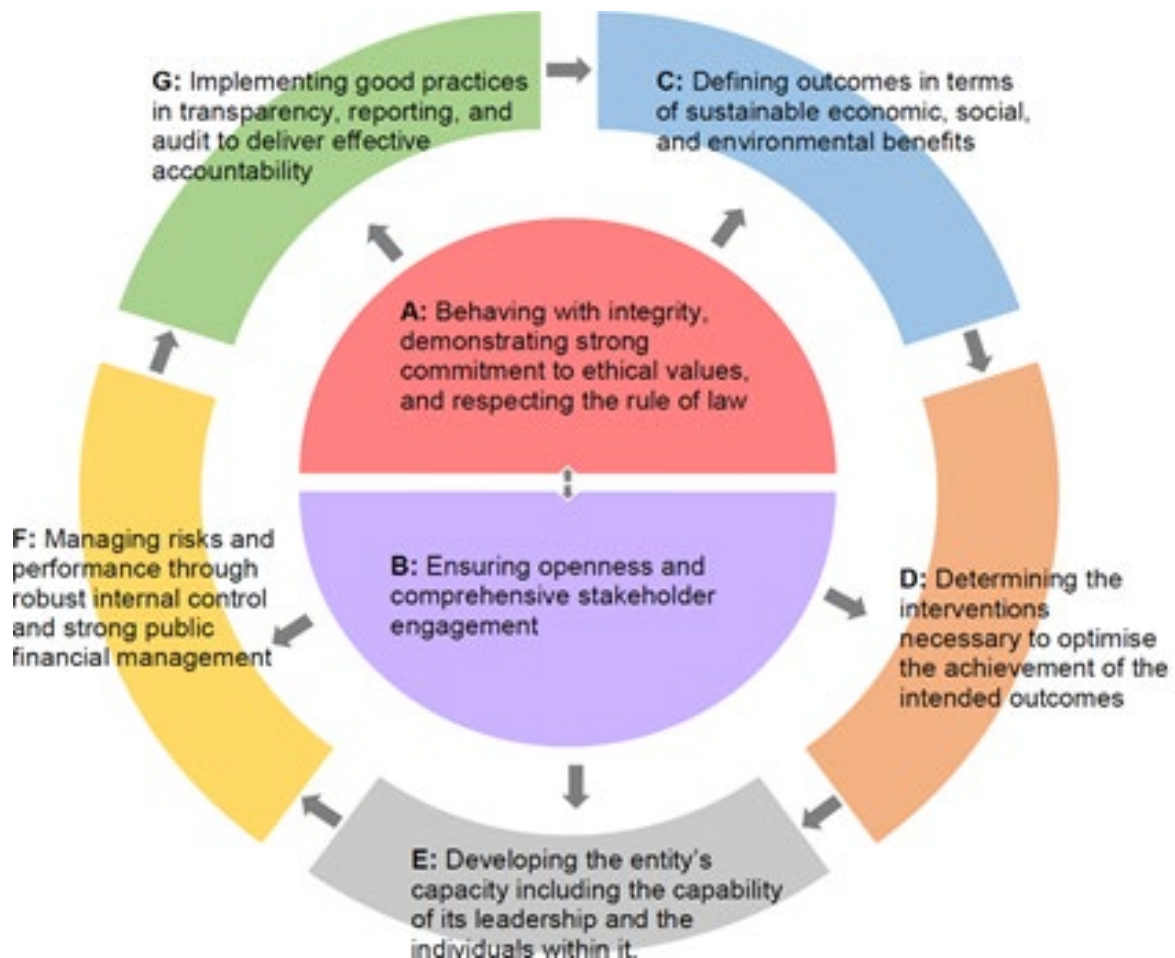 G: Implementing good practices
in transparency, reporting, and
audit to deliver effective
accountability
C: Defining outcomes in terms
of sustainable economic, social,
and environmental benefits
A: Behaving with integrity,
demonstrating strong
commitment to ethical values,
and respecting the rule of law
F: Managing risks and
performance through
robust internal control
and strong public
financial management
B: Ensuring openness and
comprehensive stakeholder
engagement
D: Determining the
interventions
necessary to optimise
the achievement of the
intended outcomes
E: Developing the entity's
capacity including the capability
of its leadership and the
individuals within it.